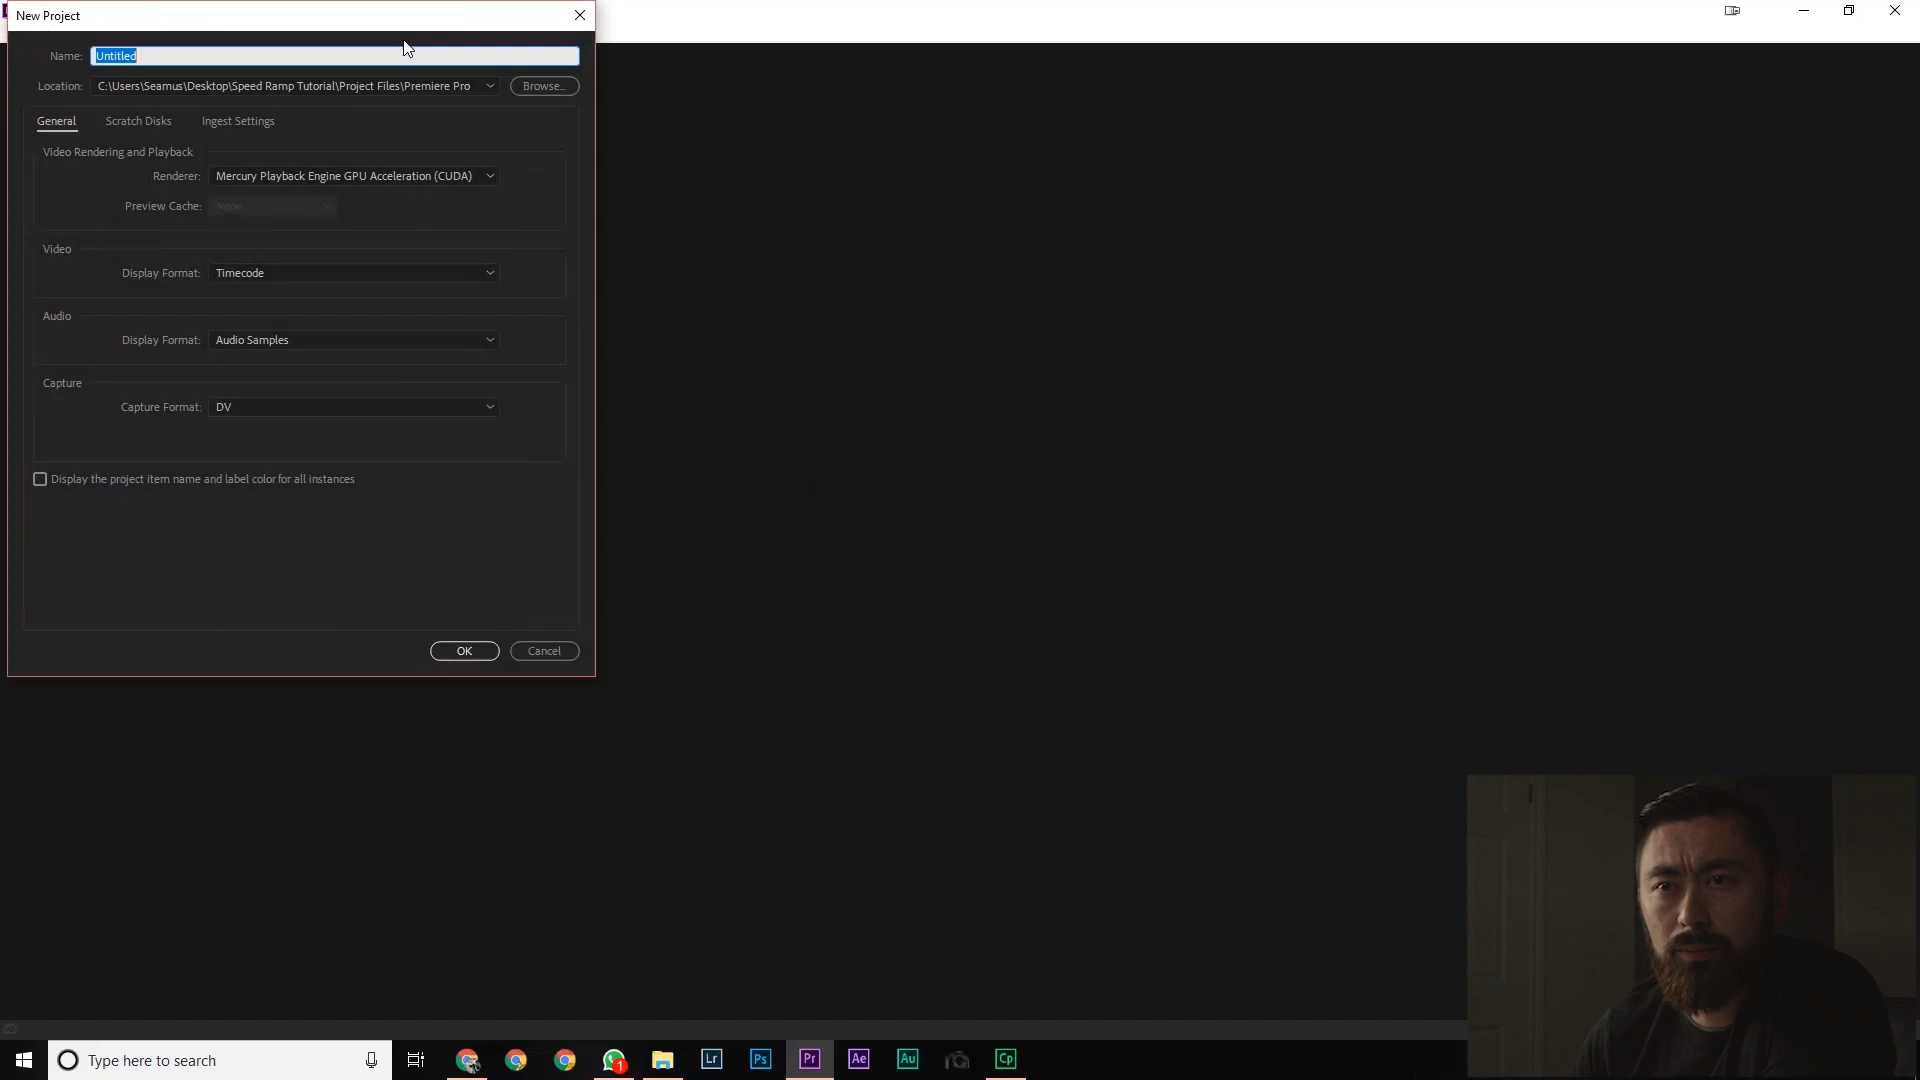 New Project
Name: Untitled
Location: C:\Users\Seamus\Desktop\Speed Ramp Tutorial\Project Files\Premiere Pro Browse...
General Scratch Disks Ingest Settings
Video Rendering and Playback
Renderer: Mercury Playback Engine GPU Acceleration (CUDA)
Preview Cache: None
Video
Display Format: Timecode
Audio
Display Format: Audio Samples
Capture
Capture Format: DV
Display the project item name and label color for all instances
OK Cancel
Type here to search 1 Lr Ps Pr Ae Au Cp